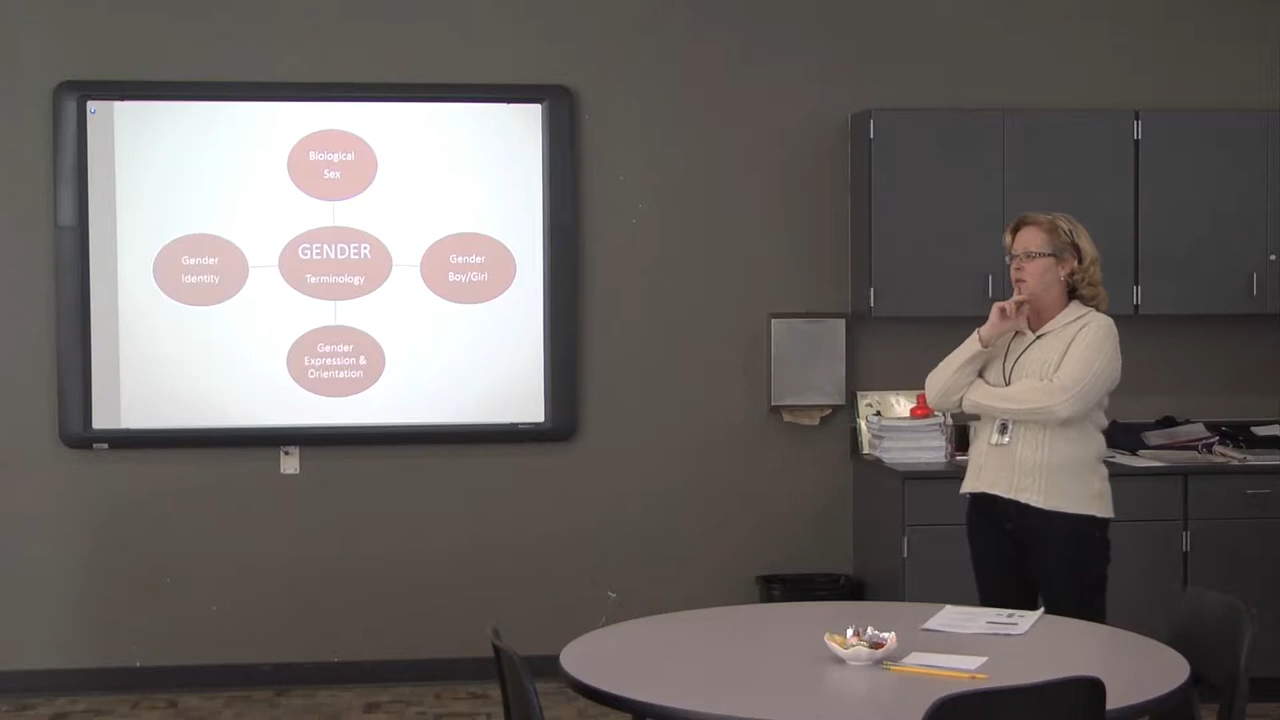 Biological
Sex
Gender
Identity
GENDER
Terminology
Gender
Boy/Girl
Gender
Expression &
Orientation